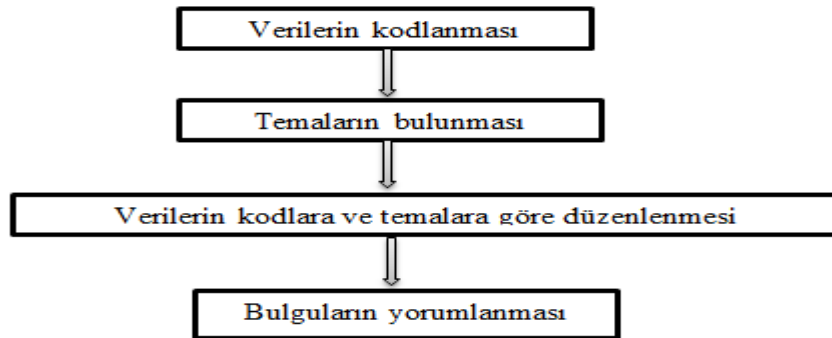 Verilerin kodlanması
Temaların bulunması
Verilerin kodlara ve temalara göre düzenlenmesi
Bulguların yorumlanması